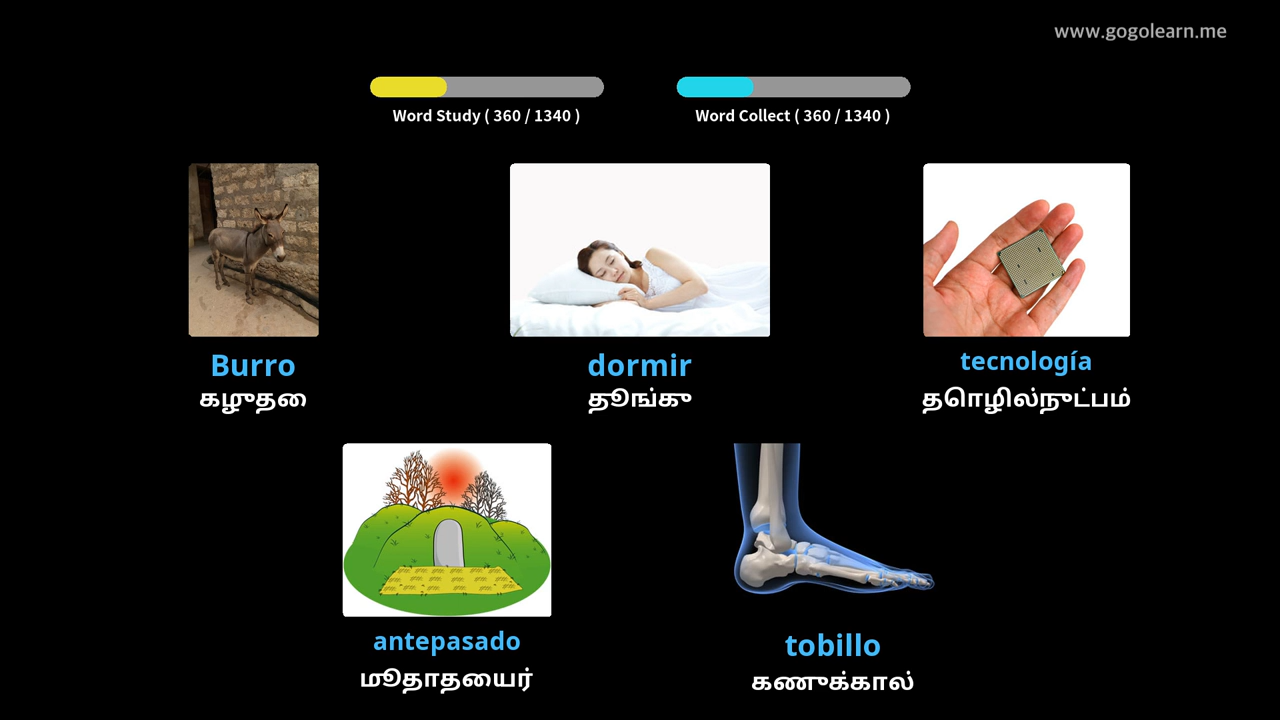 www.gogolearn.me
Word Study ( 360 / 1340 )
Word Collect ( 360 / 1340 )
Burro
கழுதை
dormir
தூங்கு
tecnología
தொழில்நுட்பம்
antepasado
மூதாதையர்
tobillo
கணுக்கால்